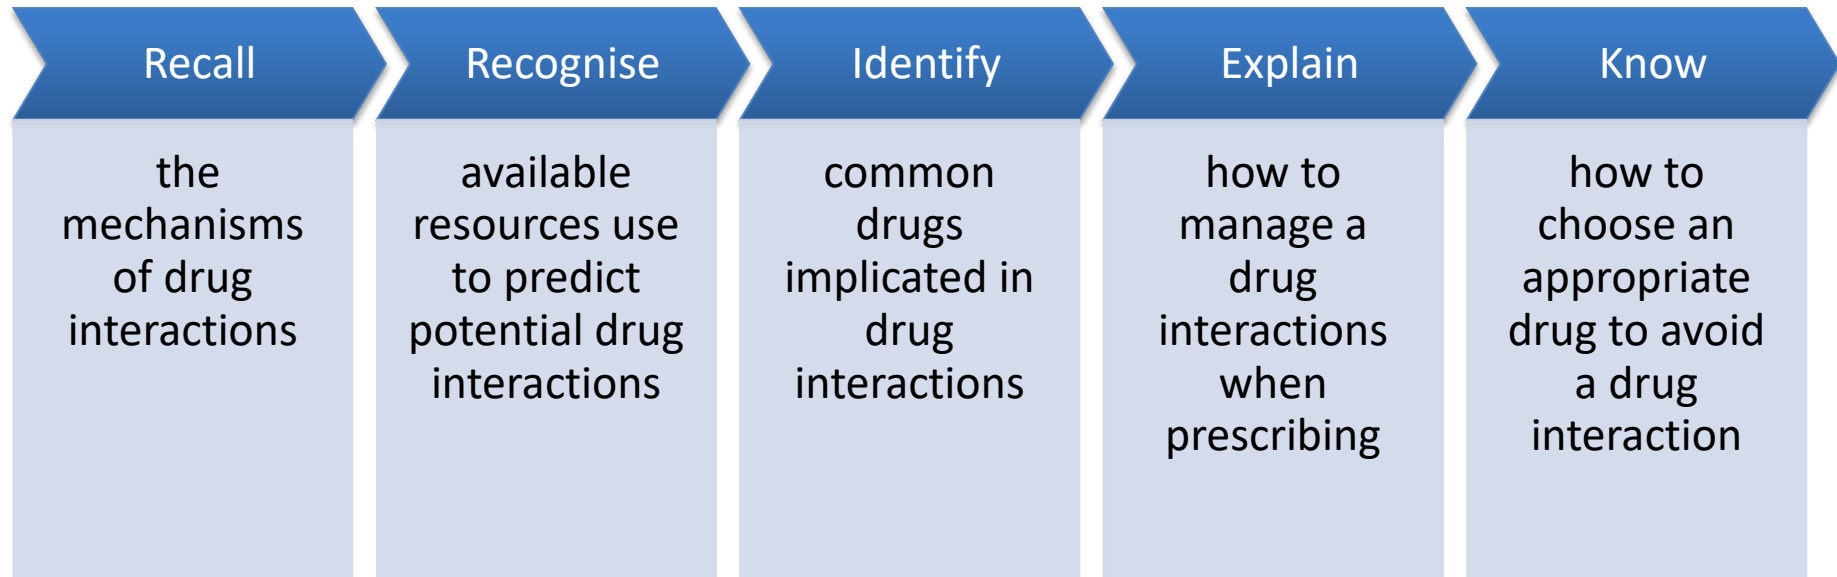 Recall
the
mechanisms
of drug
interactions
Recognise
available
resources use
to predict
potential drug
interactions
Identify
common
drugs
implicated in
drug
interactions
Explain
how to
manage a
drug
interactions
when
prescribing
Know
how to
choose an
appropriate
drug to avoid
a drug
interaction